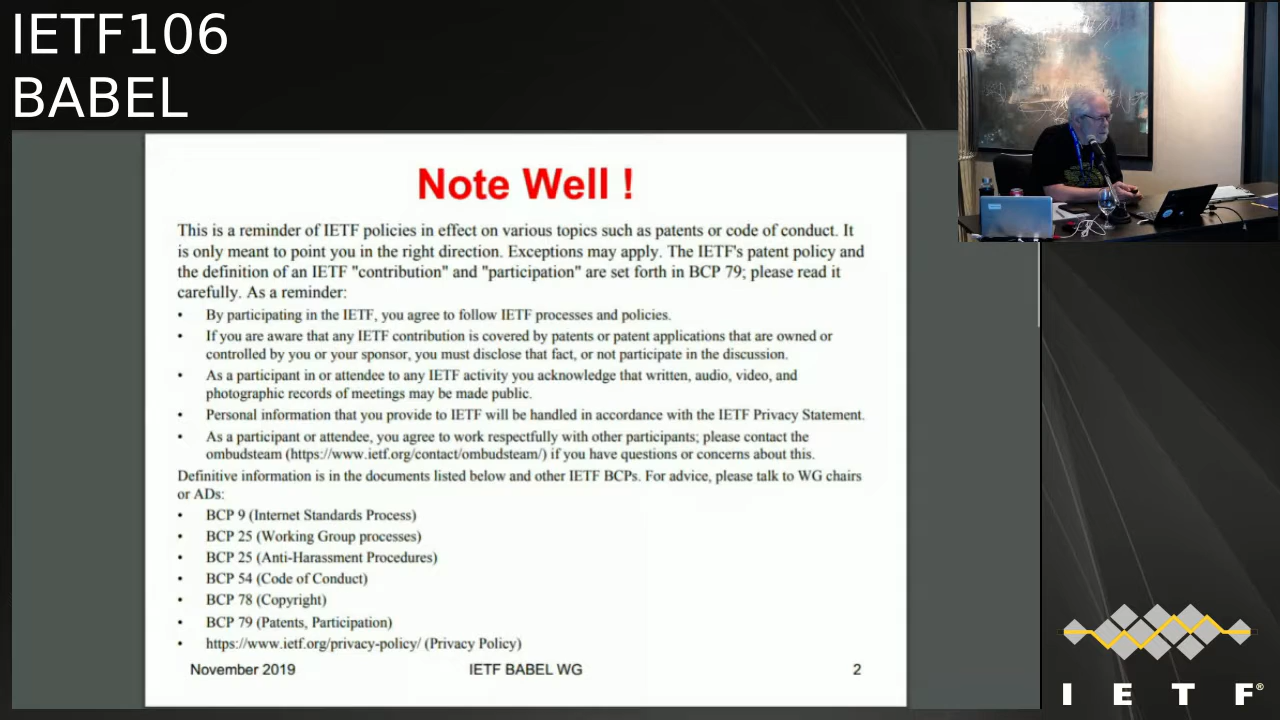 IETF106
BABEL
Note Well !
This is a reminder of IETF policies in effect on various topics such as patents or code of conduct. It
is only meant to point you in the right direction. Exceptions may apply. The IETF's patent policy and
the definition of an IETF "contribution" and "participation" are set forth in BCP 79; please read it
carefully. As a reminder:
• By participating in the IETF, you agree to follow IETF processes and policies.
• If you are aware that any IETF contribution is covered by patents or patent applications that are owned or
controlled by you or your sponsor, you must disclose that fact, or not participate in the discussion.
• As a participant in or attendee to any IETF activity you acknowledge that written, audio, video, and
photographic records of meetings may be made public.
• Personal information that you provide to IETF will be handled in accordance with the IETF Privacy Statement.
• As a participant or attendee, you agree to work respectfully with other participants; please contact the
ombudsteam (https://www.ietf.org/contact/ombudsteam/) if you have questions or concerns about this.
Definitive information is in the documents listed below and other IETF BCPs. For advice, please talk to WG chairs
or ADs:
• BCP 9 (Internet Standards Process)
• BCP 25 (Working Group processes)
• BCP 25 (Anti-Harassment Procedures)
• BCP 54 (Code of Conduct)
• BCP 78 (Copyright)
• BCP 79 (Patents, Participation)
• https://www.ietf.org/privacy-policy/ (Privacy Policy)
November 2019 IETF BABEL WG 2
I E T F®